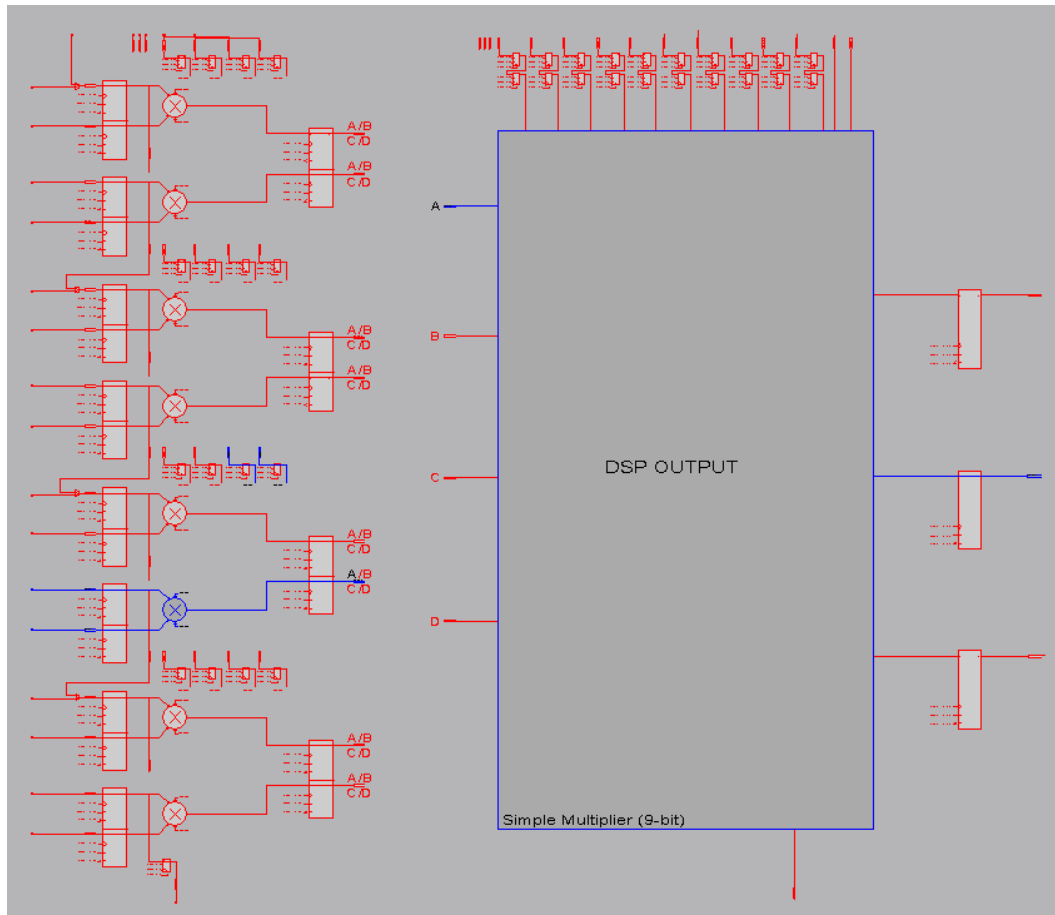 A/B
C/D
A/B
C/D
A/B
C/D
A/B
C/D
A/B
C/D
A/B
C/D
A/B
C/D
A/B
C/D
A
B
C
D
DSP OUTPUT
Simple Multiplier (9-bit)